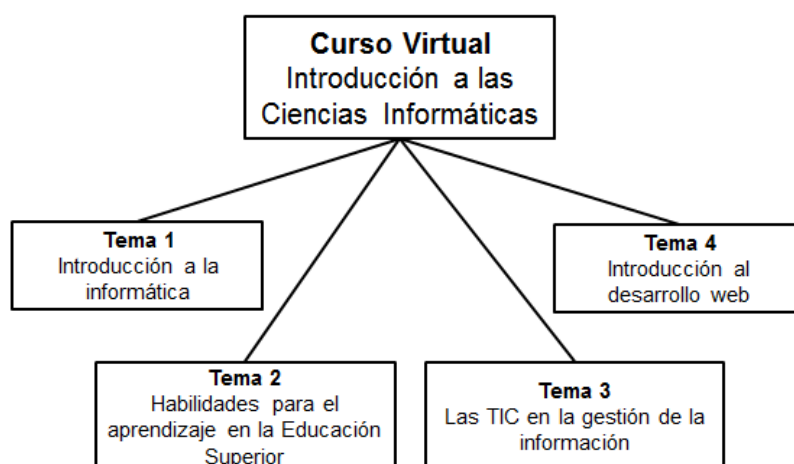 Curso Virtual
Introducción a las
Ciencias Informáticas
Tema 1
Introducción a la
informática
Tema 4
Introducción al
desarrollo web
Tema 2
Habilidades para el
aprendizaje en la Educación
Superior
Tema 3
Las TIC en la gestión de la
información